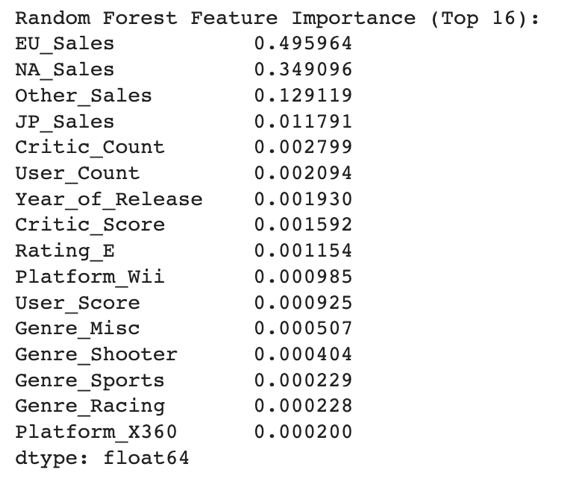 Random Forest Feature Importance (Top 16):
EU_Sales 0.495964
NA_Sales 0.349096
Other_Sales 0.129119
JP_Sales 0.011791
Critic_Count 0.002799
User_Count 0.002094
Year_of_Release 0.001930
Critic_Score 0.001592
Rating_E 0.001154
Platform_Wii 0.000985
User_Score 0.000925
Genre_Misc 0.000507
Genre_Shooter 0.000404
Genre_Sports 0.000229
Genre_Racing 0.000228
Platform_X360 0.000200
dtype: float64